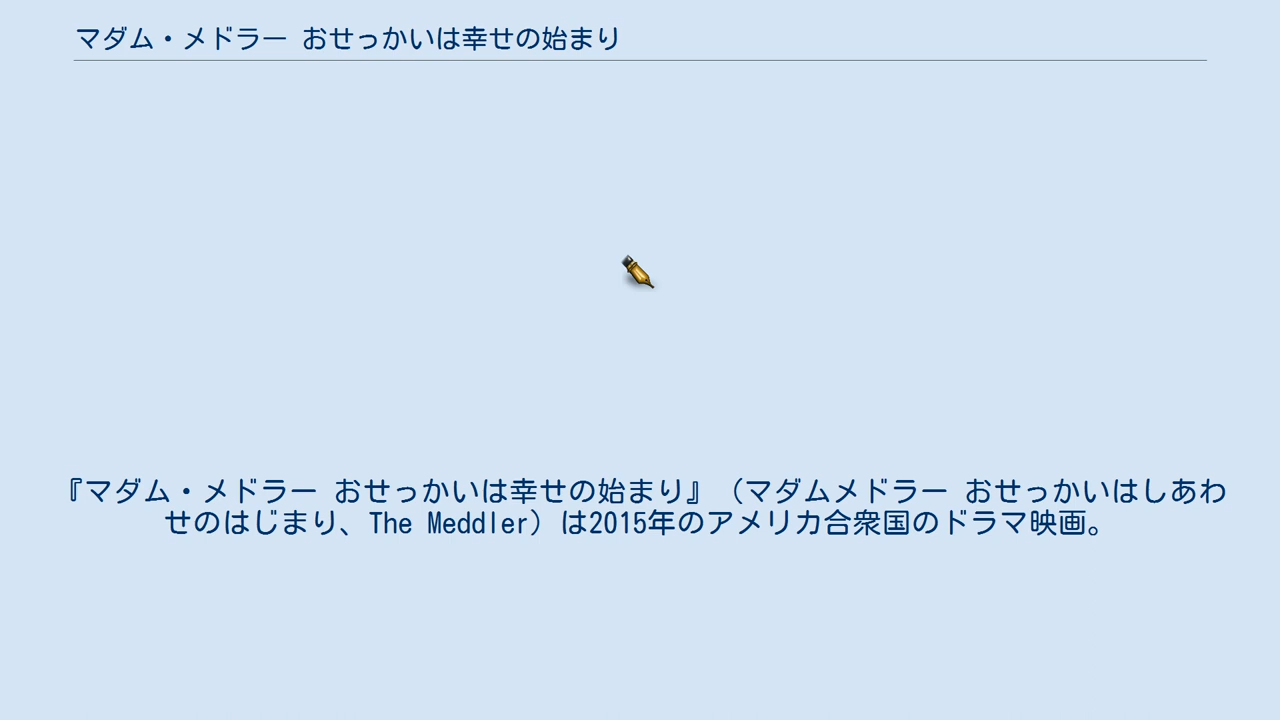 マダム・メドラー おせっかいは幸せの始まり
『マダム・メドラー おせっかいは幸せの始まり』（マダムメドラー おせっかいはしあわ
せのはじまり、The Meddler）は2015年のアメリカ合衆国のドラマ映画。